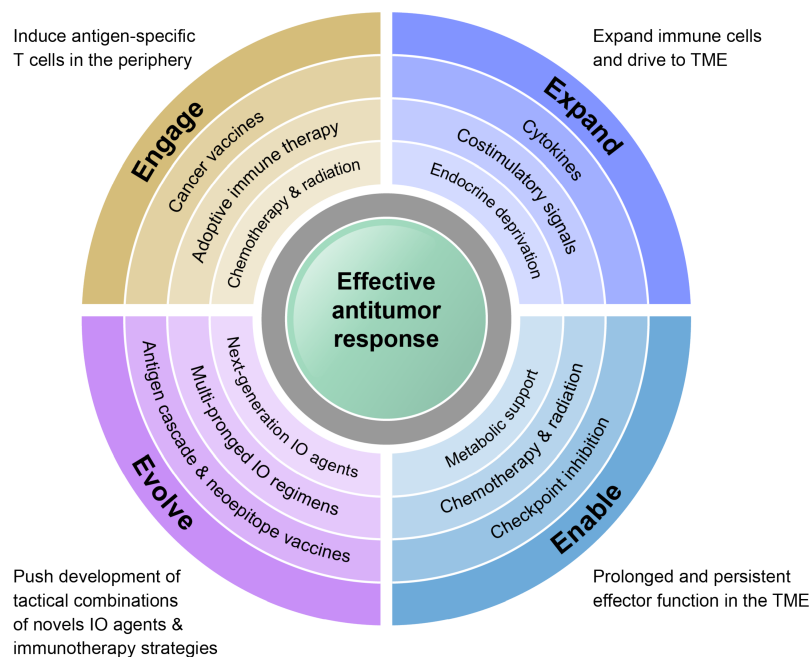 Induce antigen-specific
T cells in the periphery
Engage
Cancer vaccines
Adoptive immune therapy
Chemotherapy & radiation
Expand immune cells
and drive to TME
Expand
Cytokines
Costimulatory signals
Endocrine deprivation
Effective
antitumor
response
Next-generation IO agents
Multi-pronged IO regimens
Antigen cascade & neoepitope vaccines
Evolve
Push development of
tactical combinations
of novels IO agents &
immunotherapy strategies
Metabolic support
Chemotherapy & radiation
Checkpoint inhibition
Enable
Prolonged and persistent
effector function in the TME